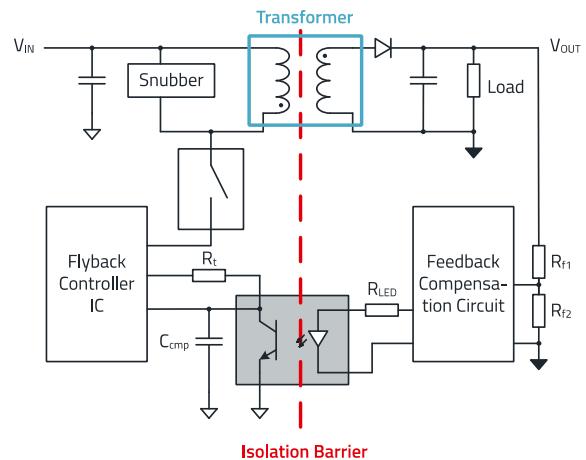 Transformer
VIN
VOUT
Snubber
Load
Flyback
Controller
IC
Rt
Ccmp
RLED
Feedback
Compensa-
tion Circuit
Rf1
Rf2
Isolation Barrier